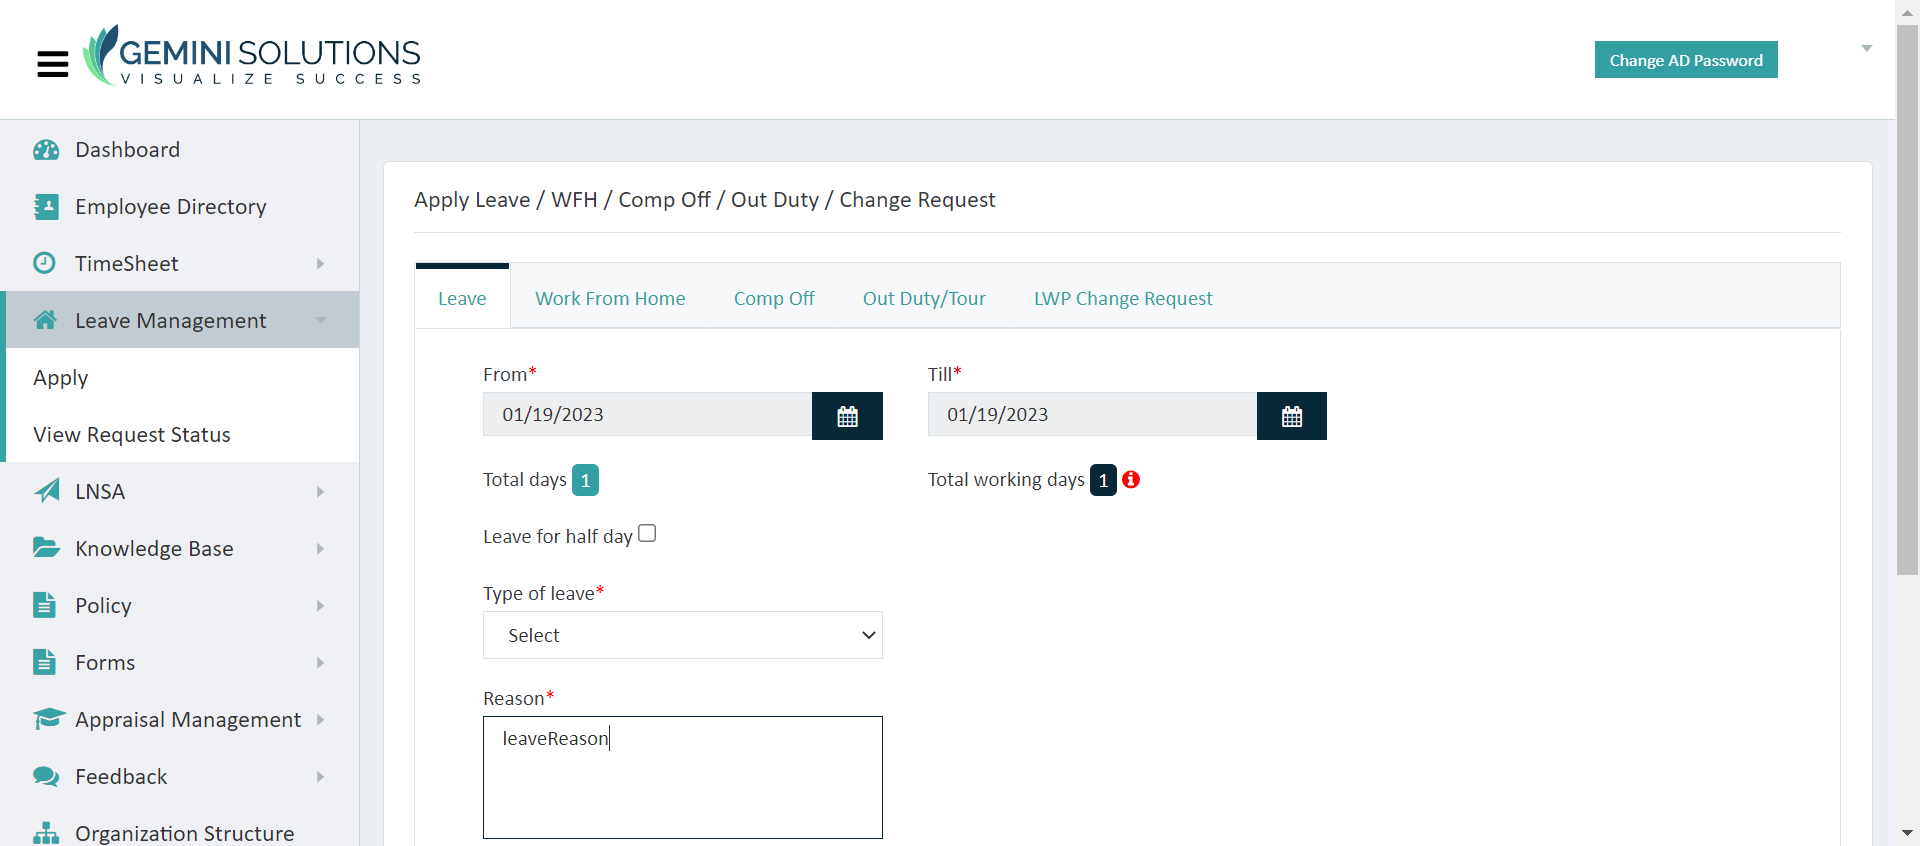 GEMINI SOLUTIONS
VISUALIZE SUCCESS
Change AD Password
Dashboard
Employee Directory
TimeSheet
Leave Management
Apply
View Request Status
LNSA
Knowledge Base
Policy
Forms
Appraisal Management
Feedback
Organization Structure
Apply Leave / WFH / Comp Off / Out Duty / Change Request
Leave Work From Home Comp Off Out Duty/Tour LWP Change Request
From* Till*
01/19/2023 01/19/2023
Total days 1 Total working days 1
Leave for half day
Type of leave*
Select
Reason*
leaveReason